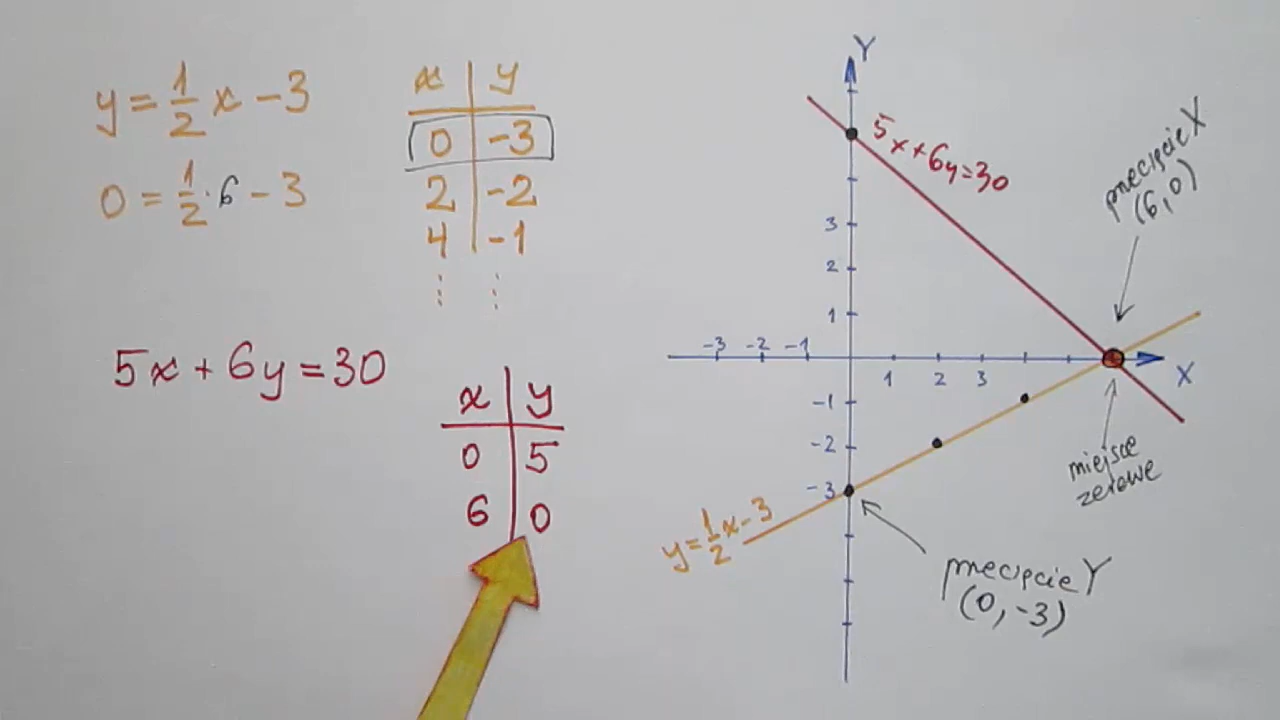 y = 1/2 x - 3
0 = 1/2 · 6 - 3
x y
0 -3
2 -2
4 -1
⋮ ⋮
5x + 6y = 30
x y
0 5
6 0
Y
5x+6y=30
przecięcie X
(6,0)
3
2
1
-3 -2 -1
1 2 3
X
-1
-2
-3
miejsce
zerowe
y = 1/2 x - 3
przecięcie Y
(0, -3)